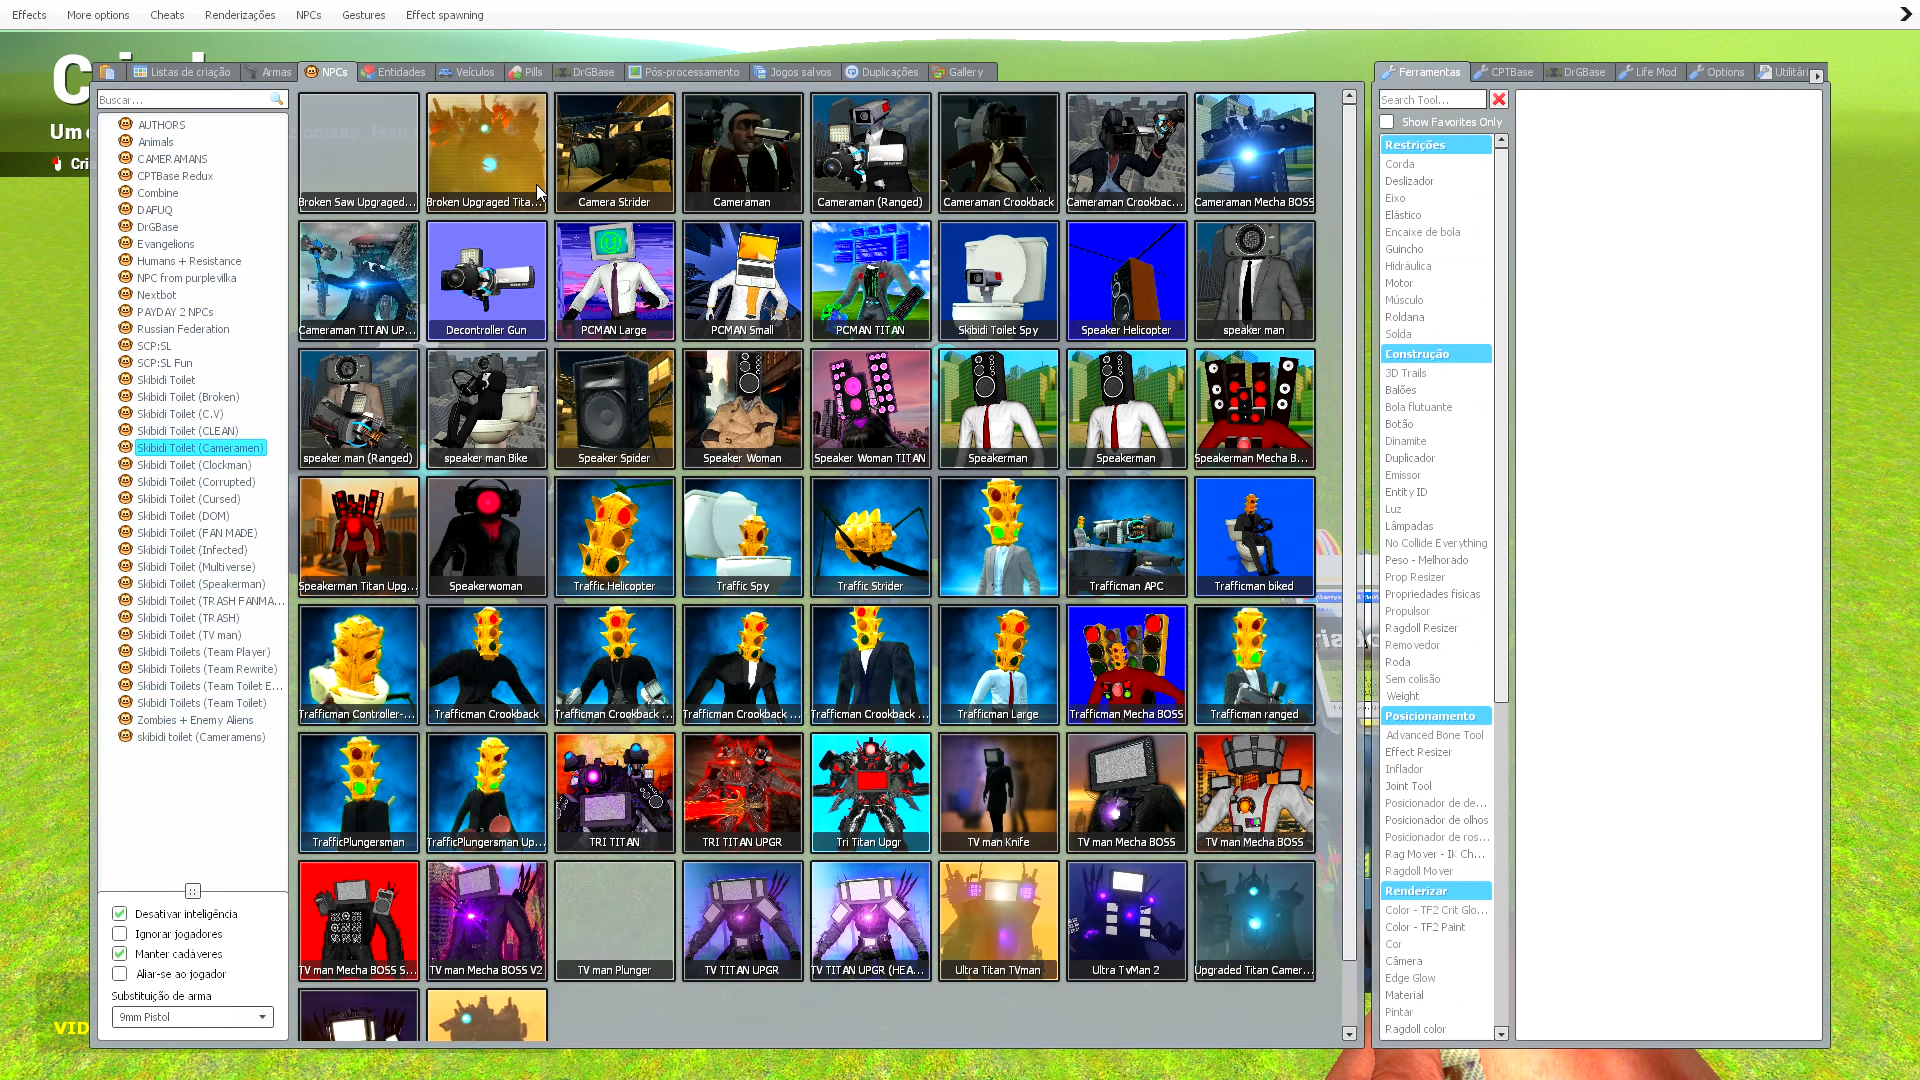 Effects More options Cheats Renderizações NPCs Gestures Effect spawning
Listas de criação Armas NPCs Entidades Veículos Pills DrGBase Pós-processamento Jogos salvos Duplicações Gallery
Ferramentas CPTBase DrGBase Life Mod Options Utilitári
Buscar...
AUTHORS
Animals
CAMERAMANS
CPTBase Redux
Combine
DAFUQ
DrGBase
Evangelions
Humans + Resistance
NPC from purplevilka
Nextbot
PAYDAY 2 NPCs
Russian Federation
SCP:SL
SCP:SL Fun
Skibidi Toilet
Skibidi Toilet (Broken)
Skibidi Toilet (C.V)
Skibidi Toilet (CLEAN)
Skibidi Toilet (Cameramen)
Skibidi Toilet (Clockman)
Skibidi Toilet (Corrupted)
Skibidi Toilet (Cursed)
Skibidi Toilet (DOM)
Skibidi Toilet (FAN MADE)
Skibidi Toilet (Infected)
Skibidi Toilet (Multiverse)
Skibidi Toilet (Speakerman)
Skibidi Toilet (TRASH FANMA...
Skibidi Toilet (TRASH)
Skibidi Toilet (TV man)
Skibidi Toilets (Team Player)
Skibidi Toilets (Team Rewrite)
Skibidi Toilets (Team Toilet E...
Skibidi Toilets (Team Toilet)
Zombies + Enemy Aliens
skibidi toilet (Cameramens)
Desativar inteligência
Ignorar jogadores
Manter cadáveres
Aliar-se ao jogador
Substituição de arma
9mm Pistol
Broken Saw Upgraded... Broken Upgraded Tita... Camera Strider Cameraman Cameraman (Ranged) Cameraman Crookback Cameraman Crookbac... Cameraman Mecha BOSS
Cameraman TITAN UP... Decontroller Gun PCMAN Large PCMAN Small PCMAN TITAN Skibidi Toilet Spy Speaker Helicopter speaker man
speaker man (Ranged) speaker man Bike Speaker Spider Speaker Woman Speaker Woman TITAN Speakerman Speakerman Speakerman Mecha B...
Speakerman Titan Upg... Speakerwoman Traffic Helicopter Traffic Spy Traffic Strider Trafficman APC Trafficman biked
Trafficman Controller-... Trafficman Crookback Trafficman Crookback ... Trafficman Crookback ... Trafficman Crookback ... Trafficman Large Trafficman Mecha BOSS Trafficman ranged
TrafficPlungersman TrafficPlungersman Up... TRI TITAN TRI TITAN UPGR Tri Titan Upgr TV man Knife TV man Mecha BOSS TV man Mecha BOSS
TV man Mecha BOSS S... TV man Mecha BOSS V2 TV man Plunger TV TITAN UPGR TV TITAN UPGR (HEA... Ultra Titan TVman Ultra TvMan 2 Upgraded Titan Camer...
Search Tool...
Show Favorites Only
Restrições
Corda
Deslizador
Eixo
Elástico
Encaixe de bola
Guincho
Hidráulica
Motor
Músculo
Roldana
Solda
Construção
3D Trails
Balões
Bola flutuante
Botão
Dinamite
Duplicador
Emissor
Entity ID
Luz
Lâmpadas
No Collide Everything
Peso - Melhorado
Prop Resizer
Propriedades físicas
Propulsor
Ragdoll Resizer
Removedor
Roda
Sem colisão
Weight
Posicionamento
Advanced Bone Tool
Effect Resizer
Inflador
Joint Tool
Posicionador de de...
Posicionador de olhos
Posicionador de ros...
Rag Mover - IK Ch...
Ragdoll Mover
Renderizar
Color - TF2 Crit Glo...
Color - TF2 Paint
Cor
Câmera
Edge Glow
Material
Pintar
Ragdoll color
VID